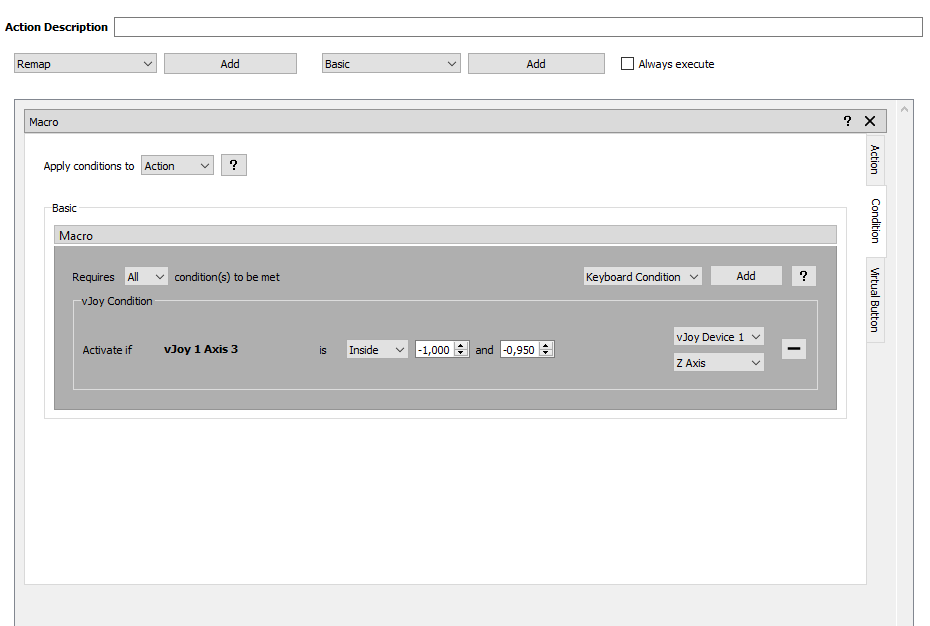 Action Description
Remap Add Basic Add Always execute
Macro ? 
Apply conditions to Action ?
Action
Basic
Condition
Macro
Requires All condition(s) to be met Keyboard Condition Add ?
vJoy Condition
Virtual Button
vJoy Device 1
Activate if vJoy 1 Axis 3 is Inside -1,000 and -0,950
Z Axis